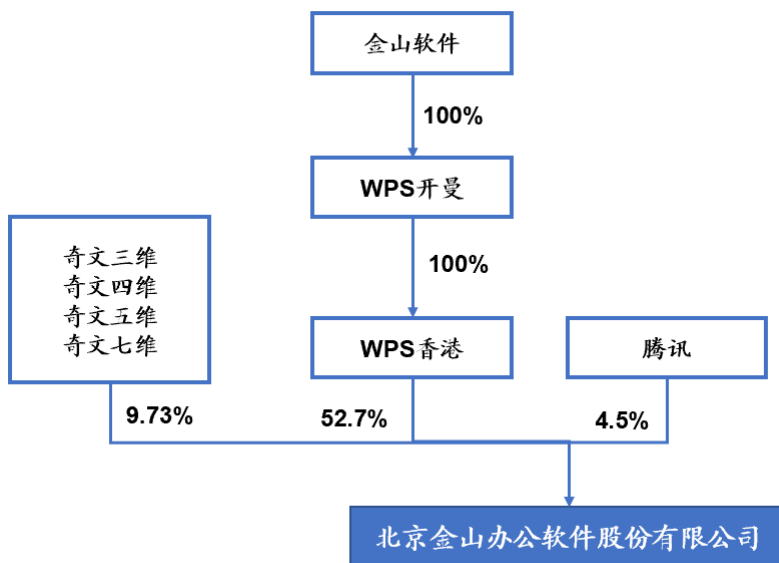 金山软件
100%
WPS开曼
100%
奇文三维
奇文四维
奇文五维
奇文七维
WPS香港
腾讯
9.73%
52.7%
4.5%
北京金山办公软件股份有限公司